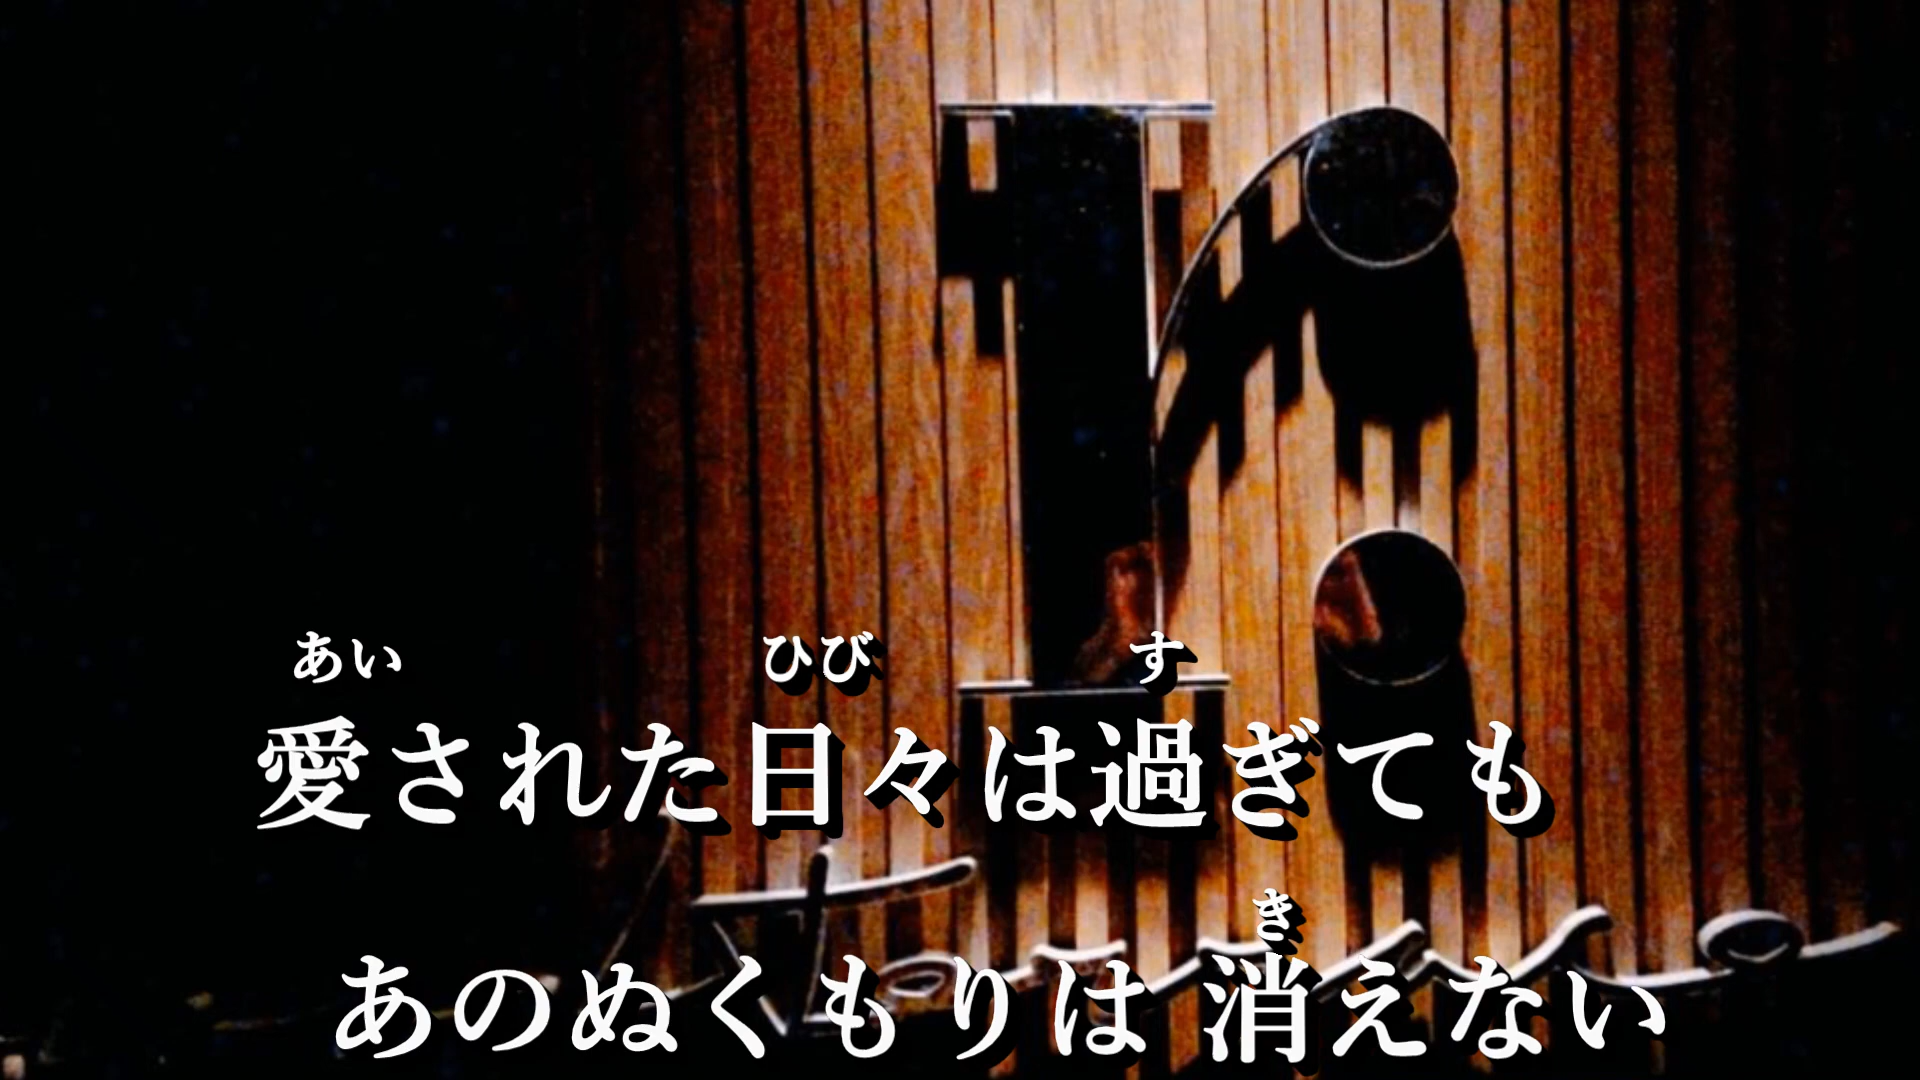 あい ひび す
愛された日々は過ぎても
き
あのぬくもりは 消えない